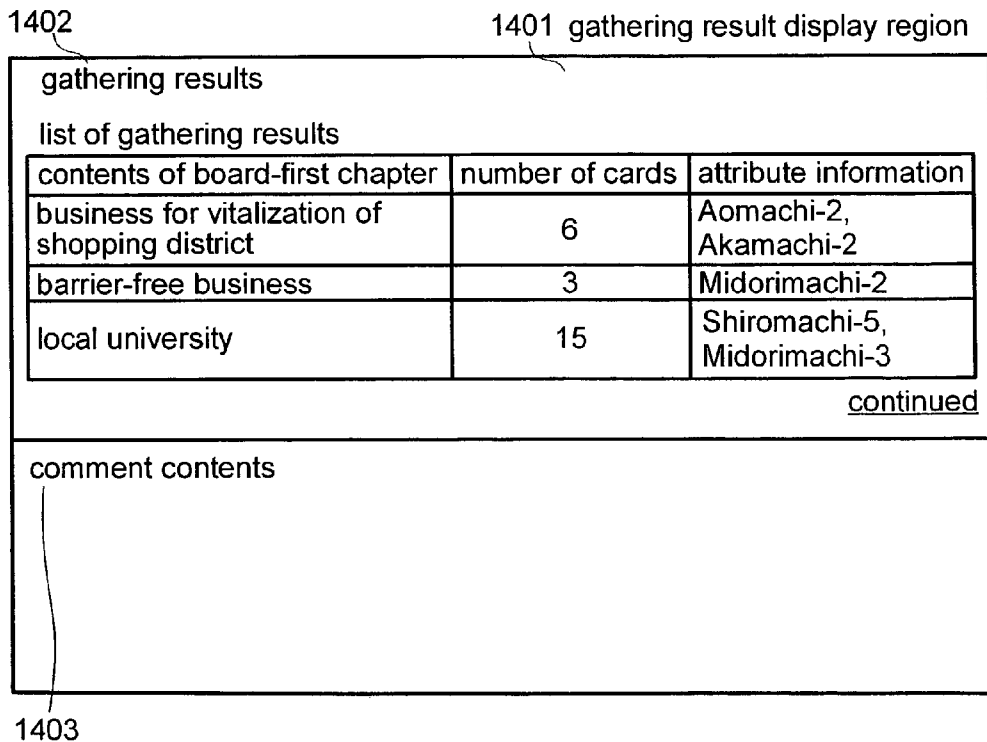 1402
1401 gathering result display region
gathering results
list of gathering results
contents of board-first chapter number of cards attribute information
business for vitalization of
shopping district
6
Aomachi-2,
Akamachi-2
barrier-free business 3 Midorimachi-2
local university
15
Shiromachi-5,
Midorimachi-3
continued
comment contents
1403